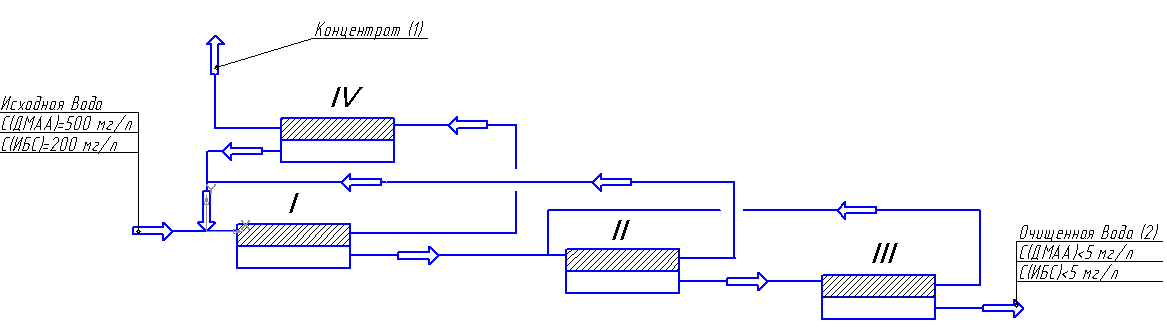 Концентрат (1)
IV
Исходная Вода
С(ДМАА)=500 мг/л
С(ИБС)=200 мг/л
Y
X
I
II
III
Очищенная Вода (2)
С(ДМАА)<5 мг/л
С(ИБС)<5 мг/л